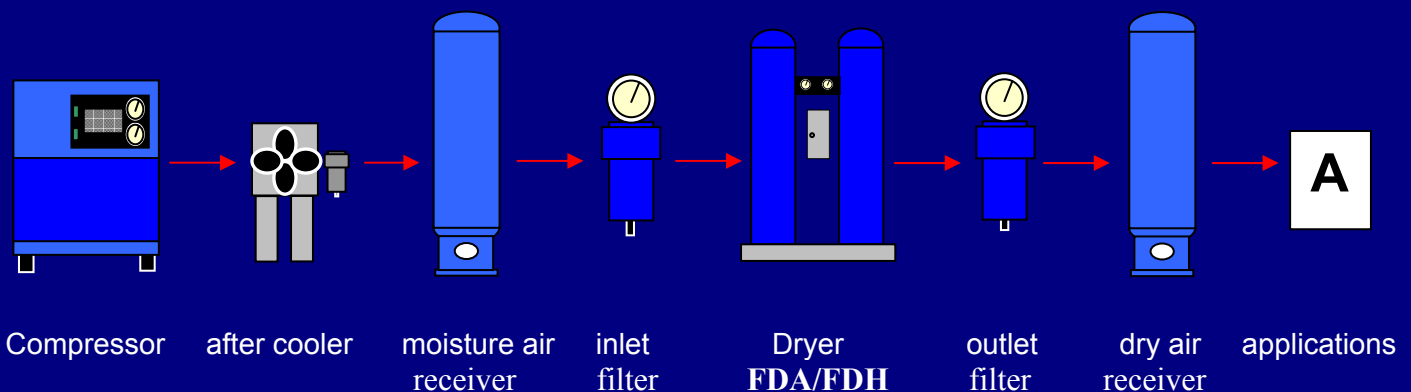 A
Compressor after cooler moisture air inlet Dryer outlet dry air applications
receiver filter FDA/FDH filter receiver